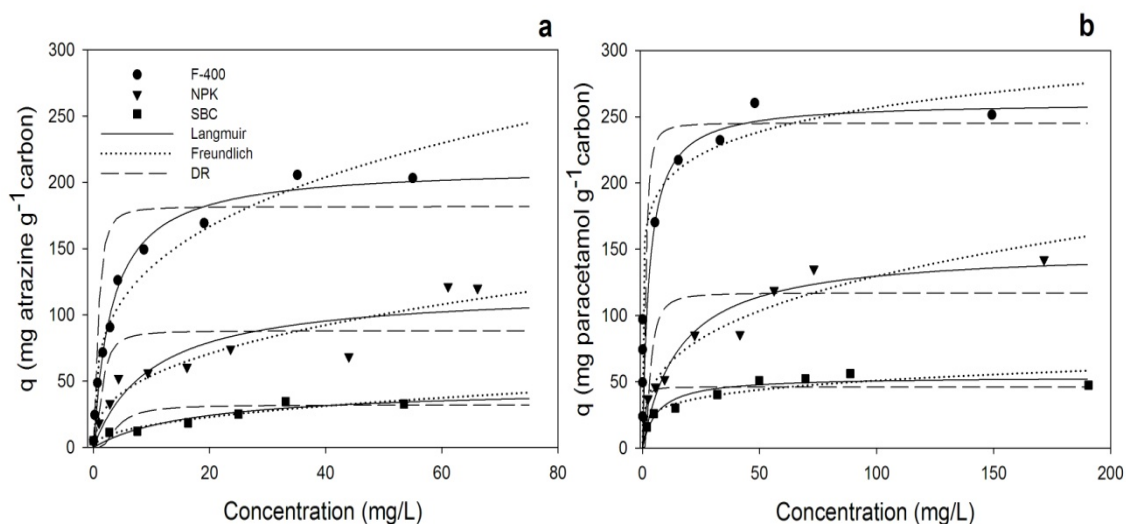 a
300
250
200
150
100
50
0
q (mg atrazine g⁻¹carbon)
F-400
NPK
SBC
Langmuir
Freundlich
DR
0 20 40 60 80
Concentration (mg/L)
b
300
250
200
150
100
50
0
q (mg paracetamol g⁻¹carbon)
0 50 100 150 200
Concentration (mg/L)